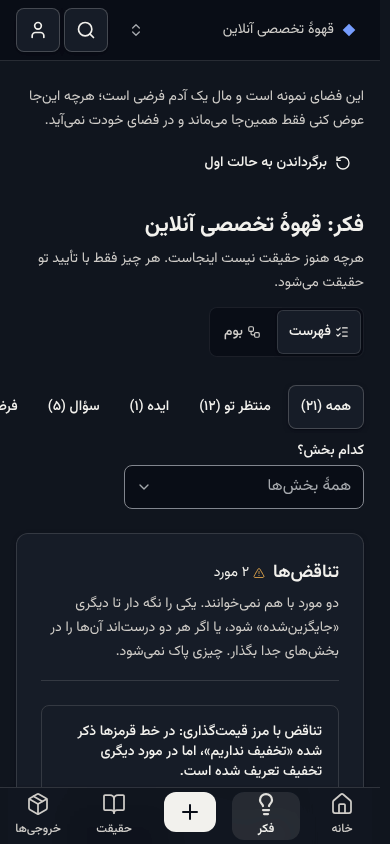 قهوهٔ تخصصی آنلاین
این فضای نمونه است و مال یک آدم فرضی است؛ هرچه این‌جا
عوض کنی فقط همین‌جا می‌ماند و در فضای خودت نمی‌آید.
برگرداندن به حالت اول
فکر: قهوهٔ تخصصی آنلاین
هرچه هنوز حقیقت نیست اینجاست. هر چیز فقط با تأیید تو
حقیقت می‌شود.
فهرست بوم
همه (۲۱) منتظر تو (۱۲) ایده (۱) سؤال (۵)
کدام بخش؟
همهٔ بخش‌ها
تناقض‌ها ۲ مورد
دو مورد با هم نمی‌خوانند. یکی را نگه دار تا دیگری
«جایگزین‌شده» شود، یا اگر هر دو درست‌اند آن‌ها را در
بخش‌های جدا بگذار. چیزی پاک نمی‌شود.
تناقض با مرز قیمت‌گذاری: در خط قرمزها ذکر
شده «تخفیف نداریم»، اما در مورد دیگری
تخفیف تعریف شده است.
خانه فکر حقیقت خروجی‌ها